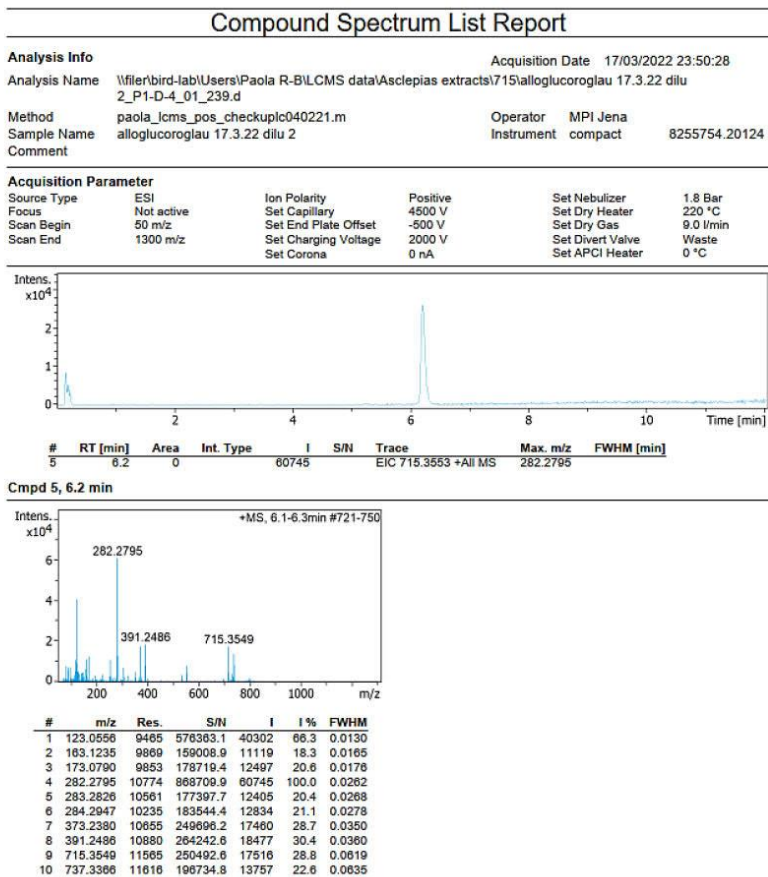 Compound Spectrum List Report
Analysis Info
Acquisition Date 17/03/2022 23:50:28
Analysis Name \\filer\bird-lab\Users\Paola R-B\LCMS data\Asclepias extracts\715\alloglucoroglau 17.3.22 dilu
2_P1-D-4_01_239.d
Method paola_lcms_pos_checkuplc040221.m Operator MPI Jena
Sample Name alloglucoroglau 17.3.22 dilu 2 Instrument compact 8255754.20124
Comment
Acquisition Parameter
Source Type ESI Ion Polarity Positive Set Nebulizer 1.8 Bar
Focus Not active Set Capillary 4500 V Set Dry Heater 220 °C
Scan Begin 50 m/z Set End Plate Offset -500 V Set Dry Gas 9.0 l/min
Scan End 1300 m/z Set Charging Voltage 2000 V Set Divert Valve Waste
Set Corona 0 nA Set APCI Heater 0 °C
Intens.
x10⁴
2
1
0
2 4 6 8 10 Time [min]
# RT [min] Area Int. Type I S/N Trace Max. m/z FWHM [min]
5 6.2 0 60745 EIC 715.3553 +All MS 282.2795
Cmpd 5, 6.2 min
Intens.
x10⁴
+MS, 6.1-6.3min #721-750
282.2795
6
4
391.2486 715.3549
2
0
200 400 600 800 1000 m/z
# m/z Res. S/N I I % FWHM
1 123.0556 9465 576363.1 40302 66.3 0.0130
2 163.1235 9869 159008.9 11119 18.3 0.0165
3 173.0790 9853 178719.4 12497 20.6 0.0176
4 282.2795 10774 868709.9 60745 100.0 0.0262
5 283.2826 10561 177397.7 12405 20.4 0.0268
6 284.2947 10235 183544.4 12834 21.1 0.0278
7 373.2380 10655 249696.2 17460 28.7 0.0350
8 391.2486 10880 264242.6 18477 30.4 0.0360
9 715.3549 11565 250492.6 17516 28.8 0.0619
10 737.3366 11616 196734.8 13757 22.6 0.0635